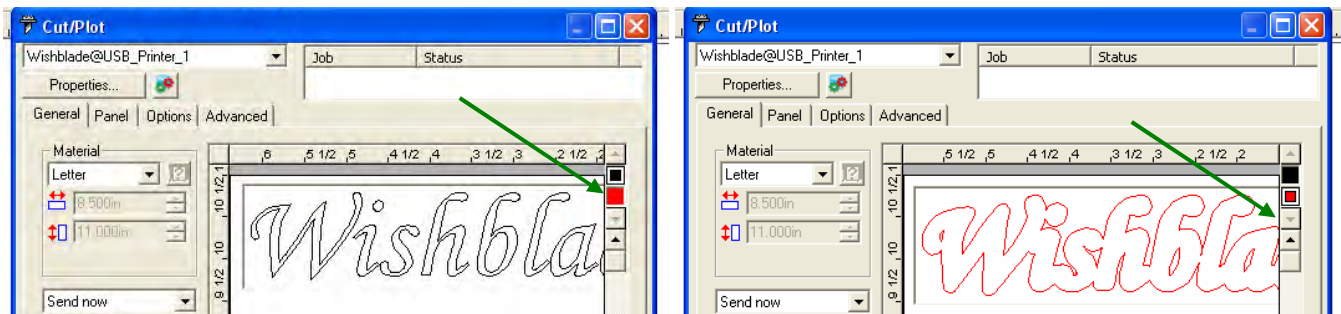 Cut/Plot
Wishblade@USB_Printer_1
Job Status
Properties...
General Panel Options Advanced
Material
Letter
8.500in
11.000in
Send now
,6 ,5 1/2 ,5 ,4 1/2 ,4 ,3 1/2 ,3 ,2 1/2 ,2
10 1/2 ,1
,10
9 1/2
Wishbla
Cut/Plot
Wishblade@USB_Printer_1
Job Status
Properties...
General Panel Options Advanced
Material
Letter
8.500in
11.000in
Send now
,5 1/2 ,5 ,4 1/2 ,4 ,3 1/2 ,3 ,2 1/2 ,2
10 1/2 ,1
,10
9 1/2
Wishbla